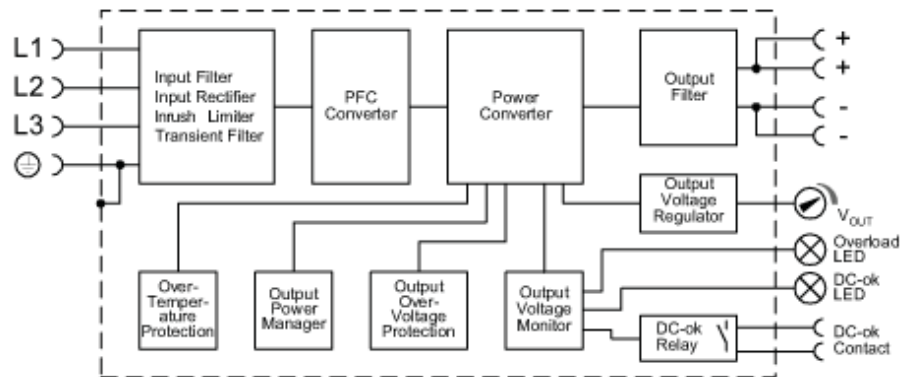 L1
L2
L3
Input Filter
Input Rectifier
Inrush Limiter
Transient Filter
PFC
Converter
Power
Converter
Output
Filter
+
+
-
-
Output
Voltage
Regulator
VOUT
Overload
LED
DC-ok
LED
Over-
Temper-
ature
Protection
Output
Power
Manager
Output
Over-
Voltage
Protection
Output
Voltage
Monitor
DC-ok
Relay
DC-ok
Contact